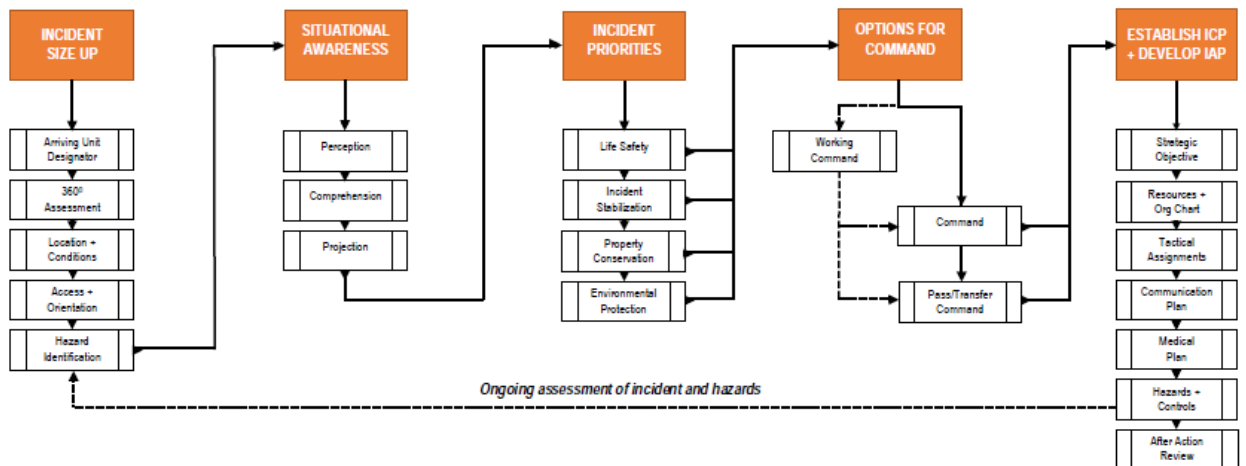 INCIDENT
SIZE UP
Arriving Unit
Designator
360º
Assessment
Location +
Conditions
Access +
Orientation
Hazard
Identification
SITUATIONAL
AWARENESS
Perception
Comprehension
Projection
INCIDENT
PRIORITIES
Life Safety
Incident
Stabilization
Property
Conservation
Environmental
Protection
OPTIONS FOR
COMMAND
Working
Command
Command
Pass/Transfer
Command
ESTABLISH ICP
+ DEVELOP IAP
Strategic
Objective
Resources +
Org Chart
Tactical
Assignments
Communication
Plan
Medical
Plan
Hazards +
Controls
After Action
Review
Ongoing assessment of incident and hazards